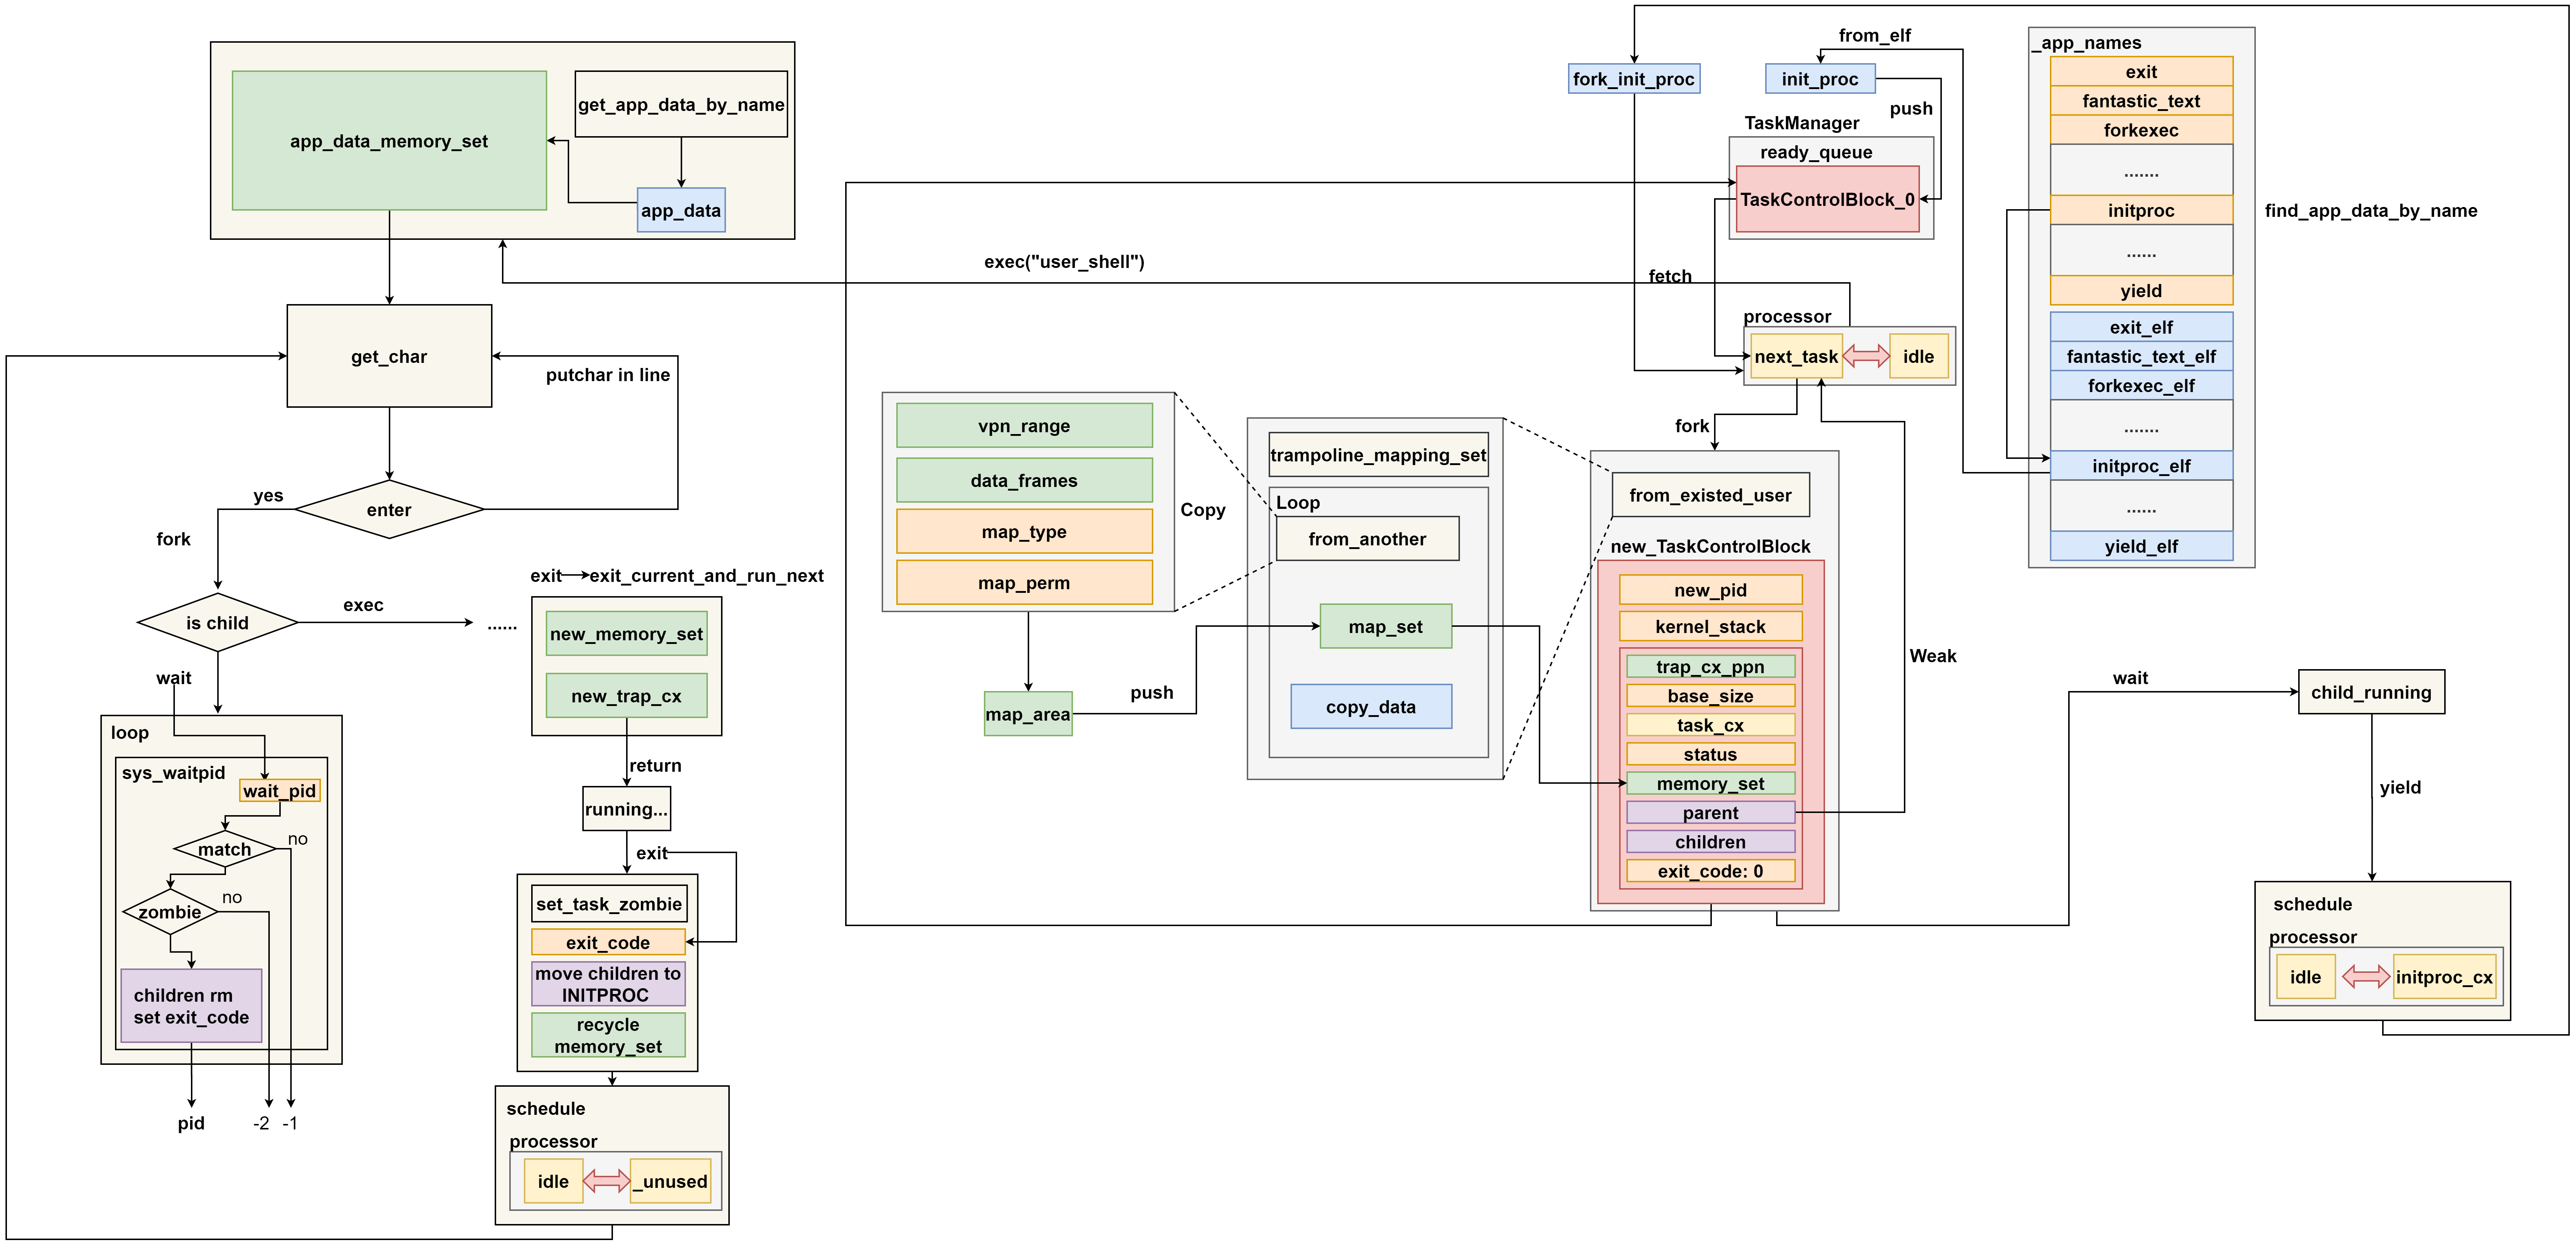 get_app_data_by_name
app_data_memory_set
app_data
get_char
putchar in line
yes
enter
fork
is child
exec
......
wait
loop
sys_waitpid
wait_pid
match
no
zombie
no
children rm
set exit_code
pid
-2
-1
exit
exit_current_and_run_next
new_memory_set
new_trap_cx
return
running...
exit
set_task_zombie
exit_code
move children to
INITPROC
recycle
memory_set
schedule
processor
idle
_unused
exec("user_shell")
vpn_range
data_frames
map_type
map_perm
Copy
map_area
push
trampoline_mapping_set
Loop
from_another
map_set
copy_data
fork_init_proc
from_elf
init_proc
push
TaskManager
ready_queue
TaskControlBlock_0
fetch
processor
next_task
idle
fork
from_existed_user
new_TaskControlBlock
new_pid
kernel_stack
trap_cx_ppn
base_size
task_cx
status
memory_set
parent
children
exit_code: 0
Weak
_app_names
exit
fantastic_text
forkexec
.......
initproc
......
yield
exit_elf
fantastic_text_elf
forkexec_elf
.......
initproc_elf
......
yield_elf
find_app_data_by_name
wait
child_running
yield
schedule
processor
idle
initproc_cx